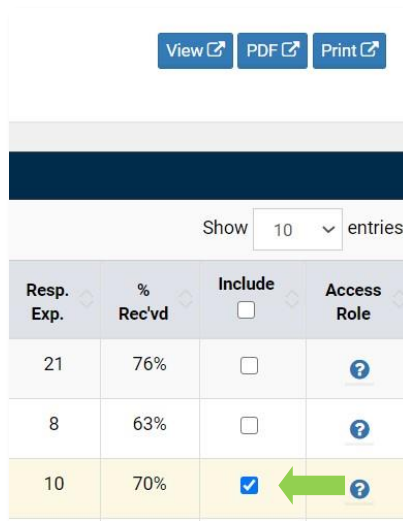 View PDF Print
Show 10 entries
Resp. Exp. % Rec'vd Include Access Role
21 76% ?
8 63% ?
10 70% ?